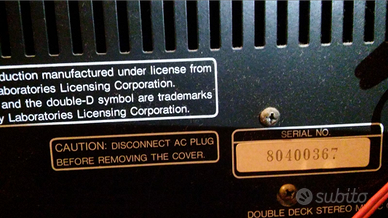 duction manufactured under license from
aboratories Licensing Corporation.
and the double-D symbol are trademarks
y Laboratories Licensing Corporation.
CAUTION: DISCONNECT AC PLUG
BEFORE REMOVING THE COVER.
SERIAL NO.
80400367
DOUBLE DECK STEREO
subito